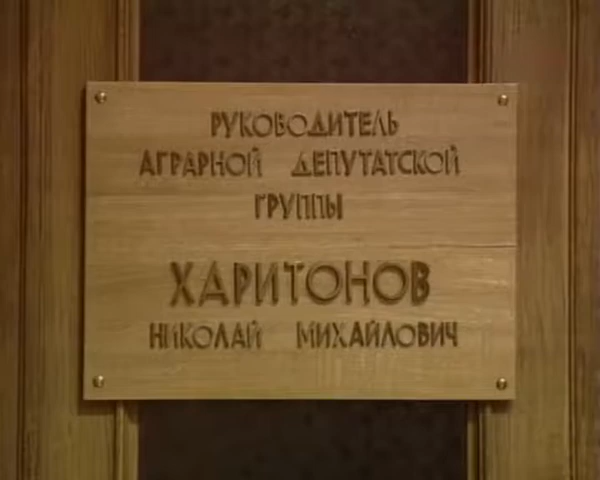 РУКОВОДИТЕЛЬ
АГРАРНОЙ ДЕПУТАТСКОЙ
ГРУППЫ
ХАРИТОНОВ
НИКОЛАЙ МИХАЙЛОВИЧ